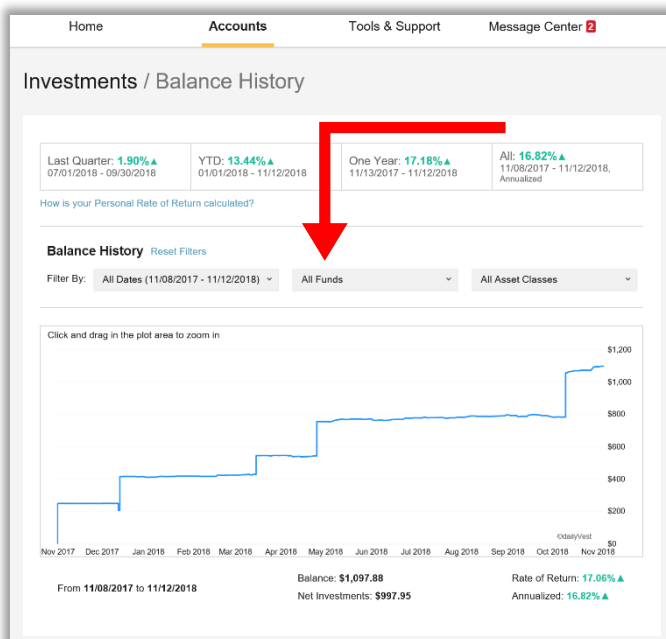 Home Accounts Tools & Support Message Center 2
Investments / Balance History
Last Quarter: 1.90%▲
07/01/2018 - 09/30/2018
YTD: 13.44%▲
01/01/2018 - 11/12/2018
One Year: 17.18%▲
11/13/2017 - 11/12/2018
All: 16.82%▲
11/08/2017 - 11/12/2018,
Annualized
How is your Personal Rate of Return calculated?
Balance History Reset Filters
Filter By: All Dates (11/08/2017 - 11/12/2018) All Funds All Asset Classes
Click and drag in the plot area to zoom in
$1,200
$1,000
$800
$600
$400
$200
©dailyVest
$0
Nov 2017 Dec 2017 Jan 2018 Feb 2018 Mar 2018 Apr 2018 May 2018 Jun 2018 Jul 2018 Aug 2018 Sep 2018 Oct 2018 Nov 2018
From 11/08/2017 to 11/12/2018
Balance: $1,097.88
Net Investments: $997.95
Rate of Return: 17.06%▲
Annualized: 16.82%▲